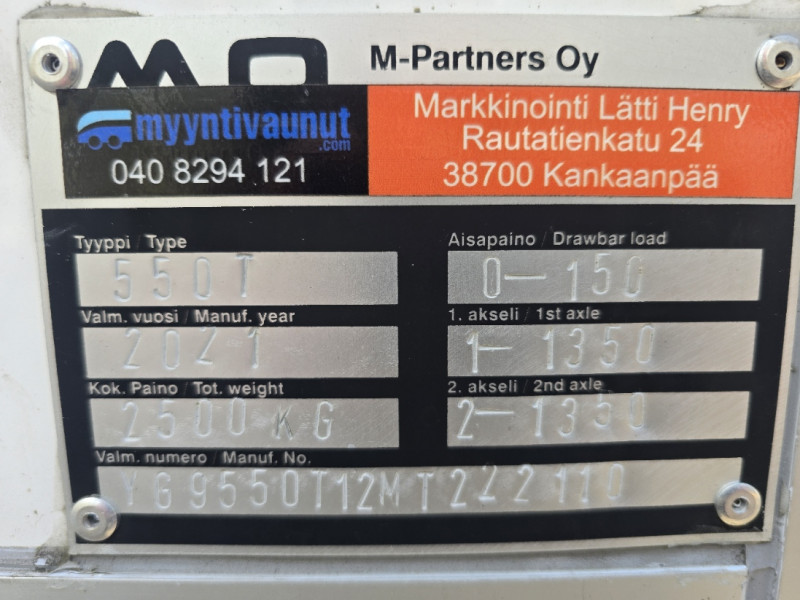 M-Partners Oy
myyntivaunut
.com
040 8294 121
Markkinointi Lätti Henry
Rautatienkatu 24
38700 Kankaanpää
Tyyppi / Type
550T
Aisapaino / Drawbar load
0-150
Valm. vuosi / Manuf. year
2021
1. akseli / 1st axle
1-1350
Kok. Paino / Tot. weight
2500 KG
2. akseli / 2nd axle
2-1350
Valm. numero / Manuf. No.
YG9550T12MT222110